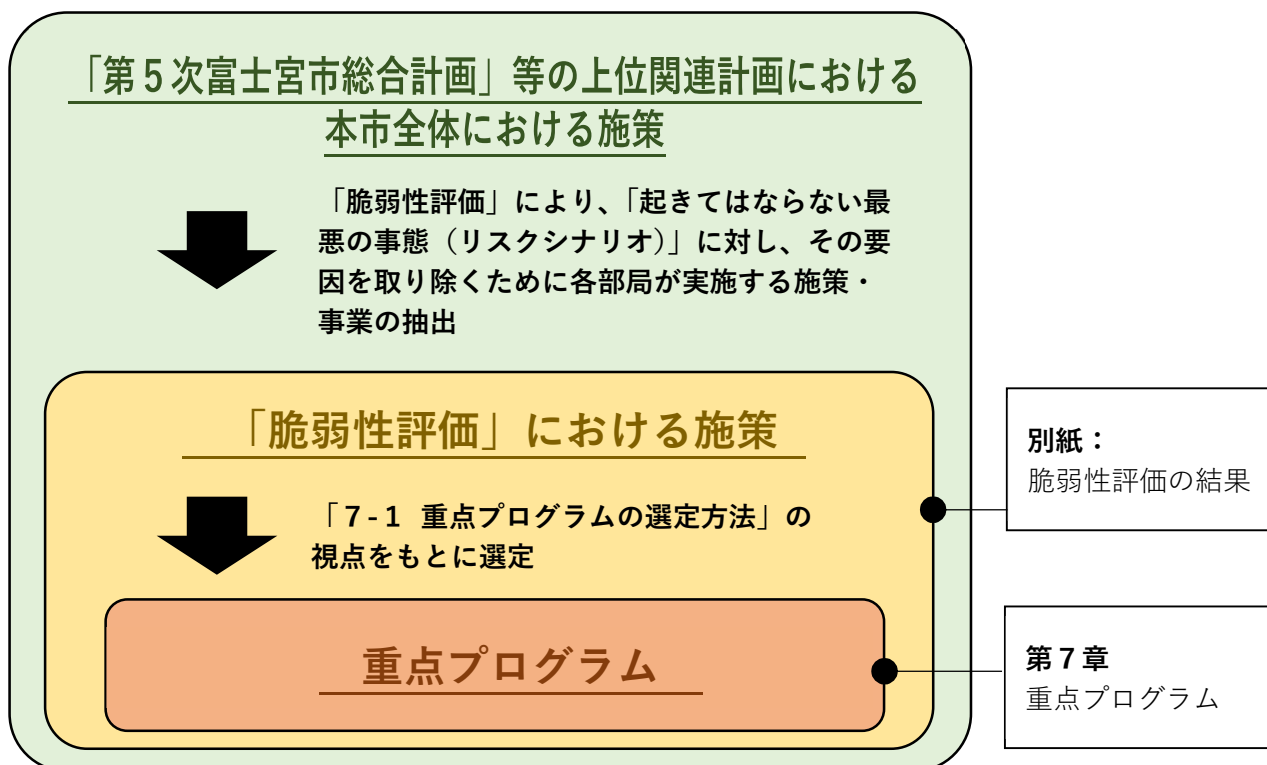 「第５次富士宮市総合計画」等の上位関連計画における
本市全体における施策
「脆弱性評価」により、「起きてはならない最
悪の事態（リスクシナリオ）」に対し、その要
因を取り除くために各部局が実施する施策・
事業の抽出
「脆弱性評価」における施策
「７-１ 重点プログラムの選定方法」の
視点をもとに選定
重点プログラム
別紙：
脆弱性評価の結果
第７章
重点プログラム